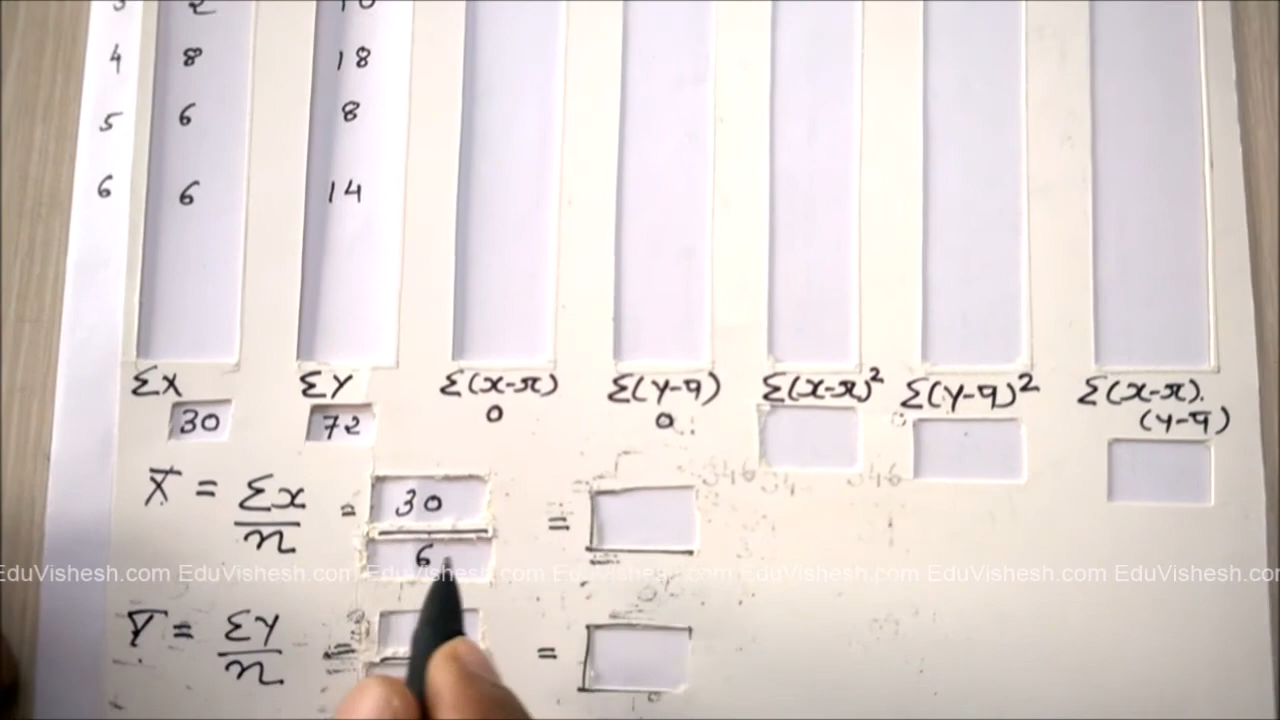 4 8 18
5 6 8
6 6 14
Σx Σy Σ(x-x̄) Σ(y-ȳ) Σ(x-x̄)² Σ(y-ȳ)² Σ(x-x̄).
30 72 0 0 (y-ȳ)
X̄ = Σx/n = 30/6 =
EduVishesh.com EduVishesh.com EduVishesh.com EduVishesh.com EduVishesh.com EduVishesh.com EduVishesh.com
Ȳ = Σy/n = =